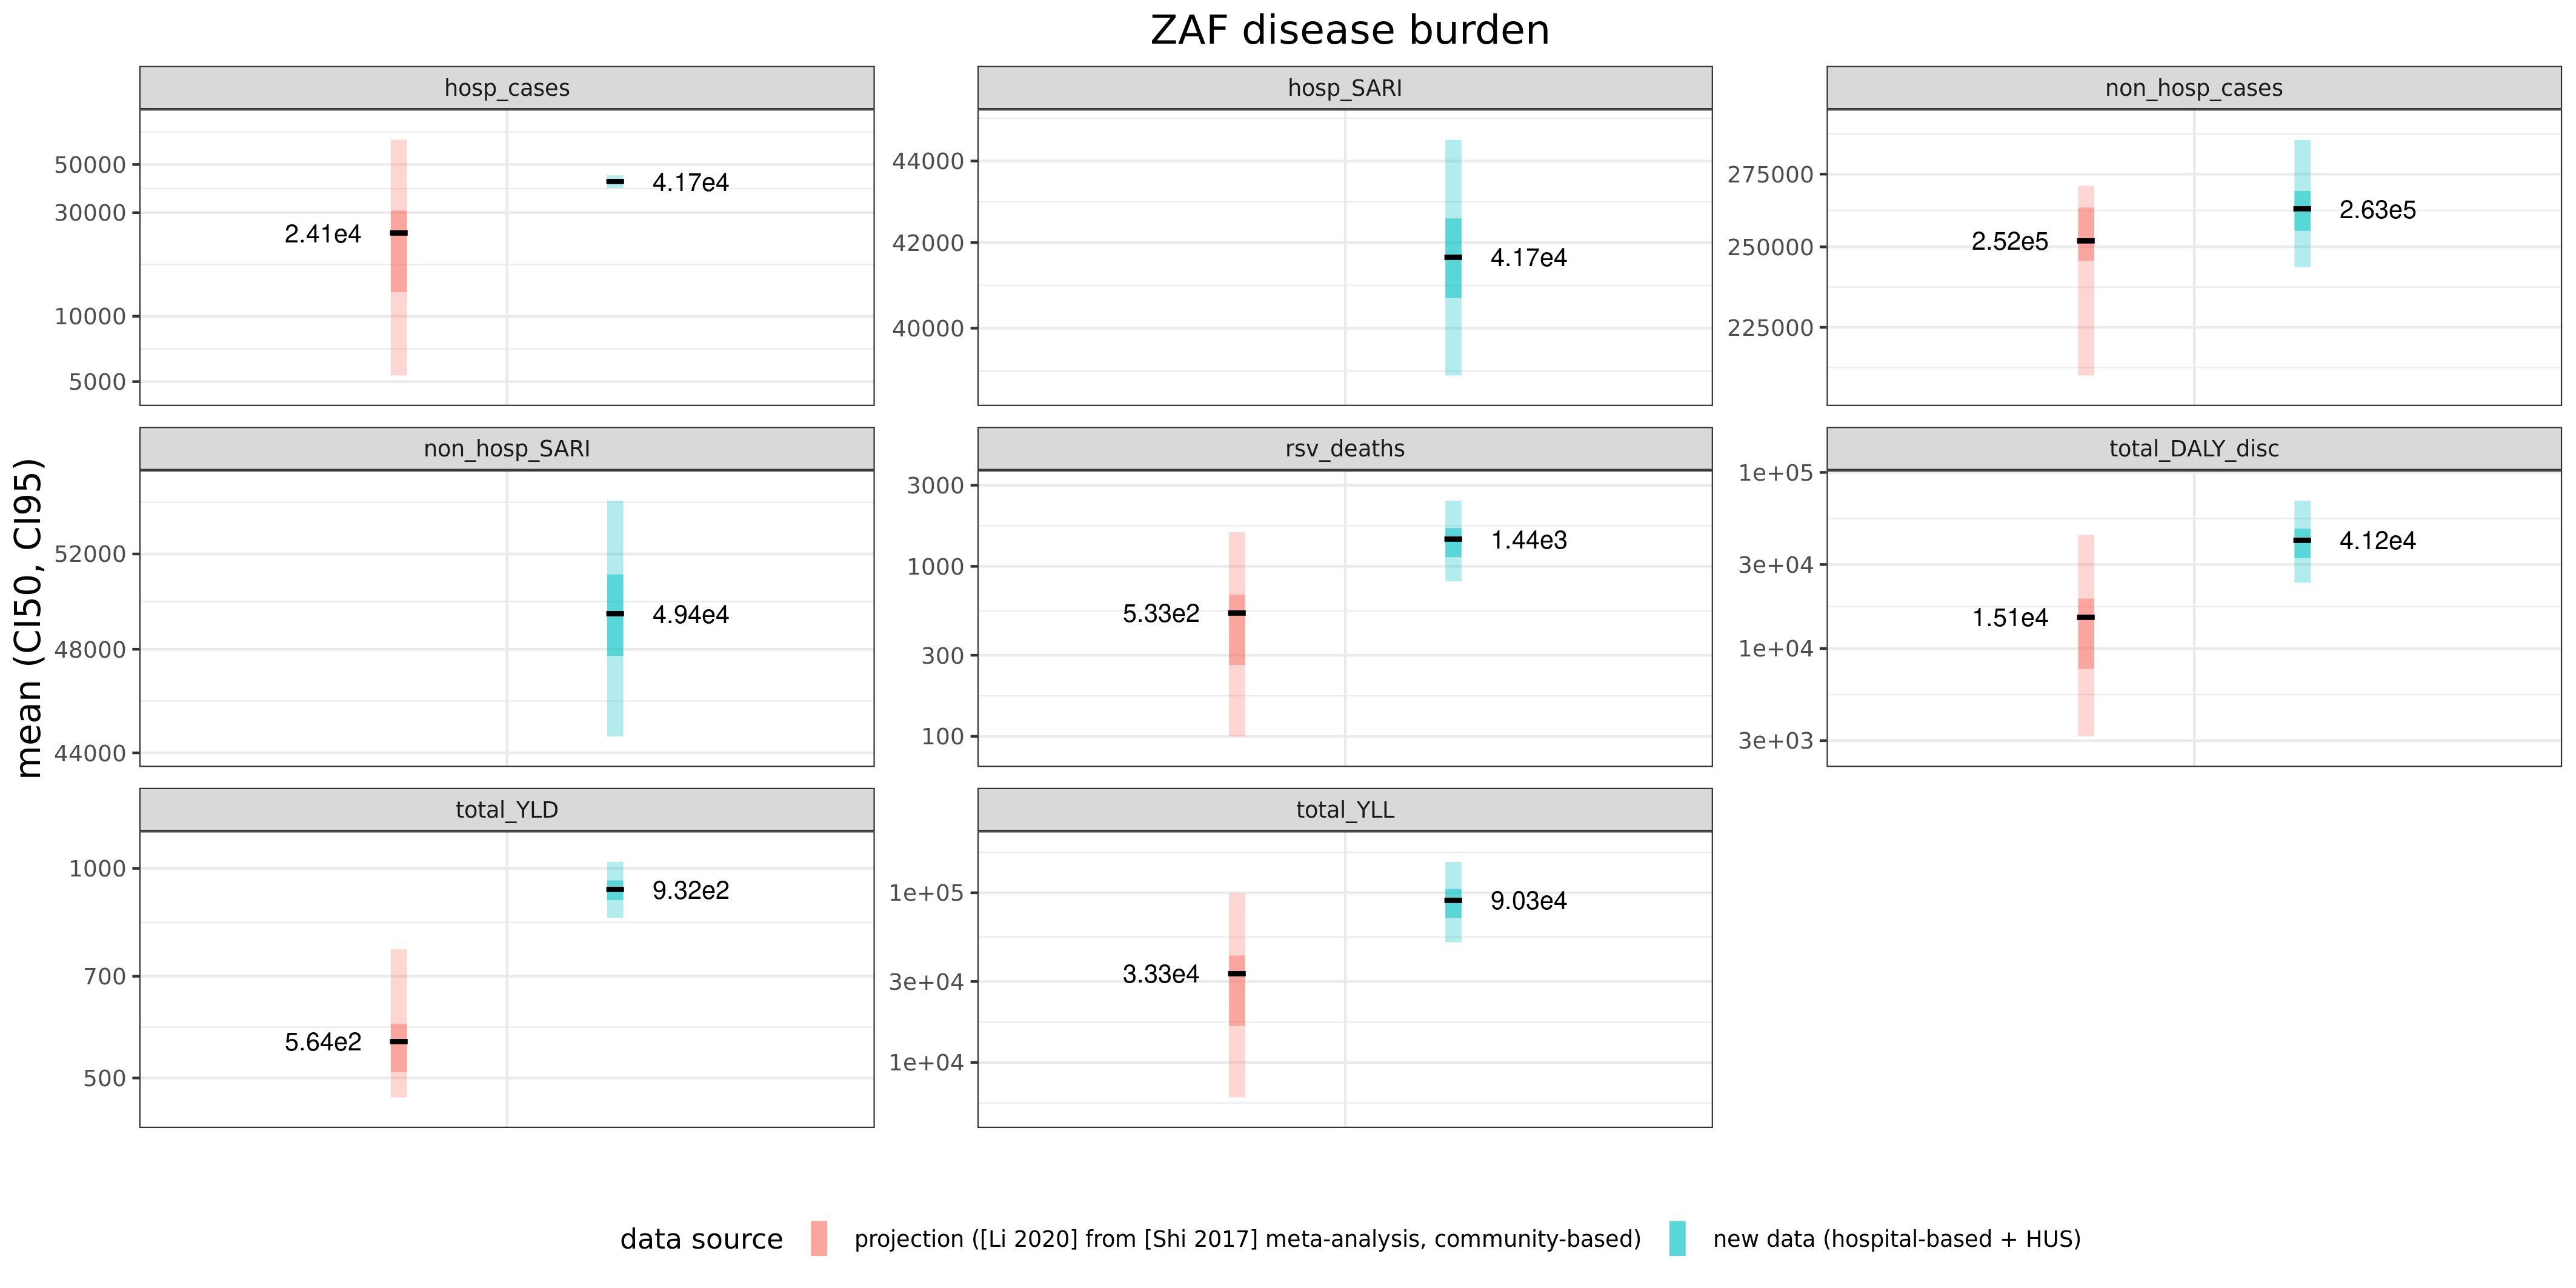 ZAF disease burden
hosp_cases
hosp_SARI
non_hosp_cases
50000
30000
10000
5000
2.41e4
4.17e4
44000
42000
40000
4.17e4
275000
250000
225000
2.52e5
2.63e5
mean (CI50, CI95)
non_hosp_SARI
rsv_deaths
total_DALY_disc
52000
48000
44000
4.94e4
3000
1000
300
100
5.33e2
1.44e3
1e+05
3e+04
1e+04
3e+03
1.51e4
4.12e4
total_YLD
total_YLL
1000
700
500
5.64e2
9.32e2
1e+05
3e+04
1e+04
3.33e4
9.03e4
data source projection ([Li 2020] from [Shi 2017] meta-analysis, community-based) new data (hospital-based + HUS)